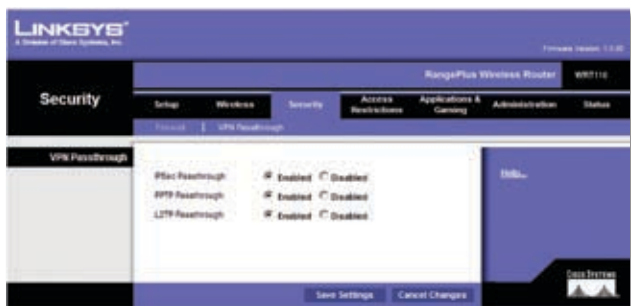 LINKSYS®
A Division of Cisco Systems, Inc.
Firmware Version: 1.0.00
RangePlus Wireless Router WRT110
Security
Setup Wireless Security Access Restrictions Applications & Gaming Administration Status
Firewall | VPN Passthrough
VPN Passthrough
IPSec Passthrough Enabled Disabled
PPTP Passthrough Enabled Disabled
L2TP Passthrough Enabled Disabled
Help...
Save Settings Cancel Changes
CISCO SYSTEMS